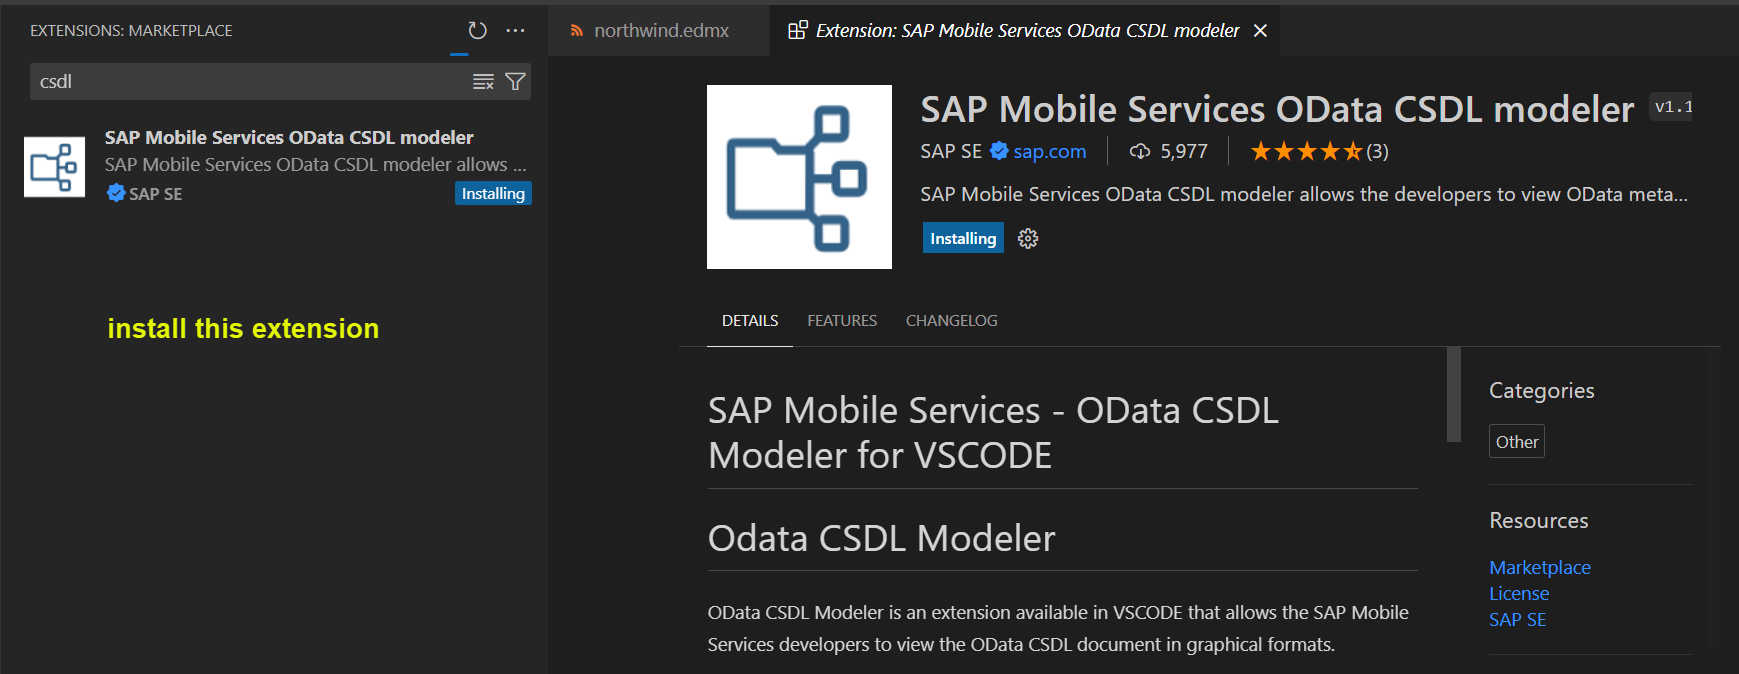 EXTENSIONS: MARKETPLACE
csdl
SAP Mobile Services OData CSDL modeler
SAP Mobile Services OData CSDL modeler allows ...
SAP SE
Installing
install this extension
northwind.edmx
Extension: SAP Mobile Services OData CSDL modeler
SAP Mobile Services OData CSDL modeler v1.1
SAP SE sap.com 5,977 (3)
SAP Mobile Services OData CSDL modeler allows the developers to view OData meta...
Installing
DETAILS FEATURES CHANGELOG
SAP Mobile Services - OData CSDL
Modeler for VSCODE
Odata CSDL Modeler
OData CSDL Modeler is an extension available in VSCODE that allows the SAP Mobile
Services developers to view the OData CSDL document in graphical formats.
Categories
Other
Resources
Marketplace
License
SAP SE